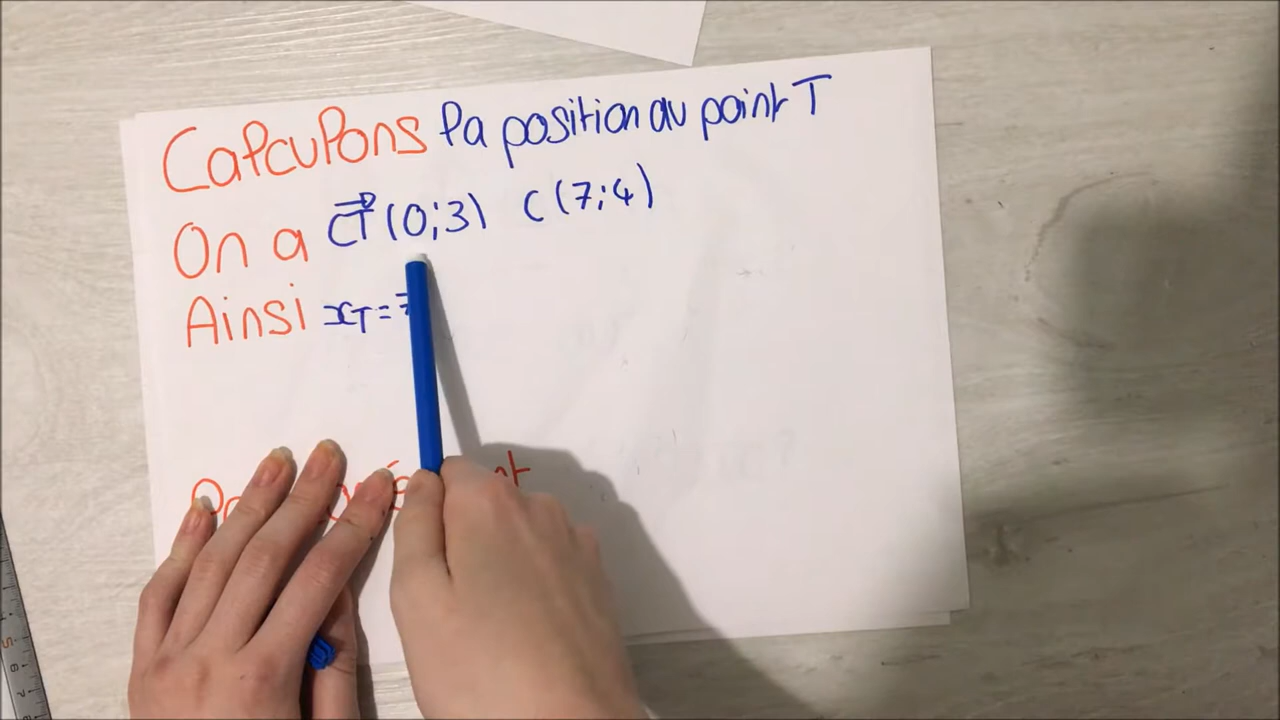 Calculons la position du point T
On a CT⃗ (0;3) C(7;4)
Ainsi xT = 7